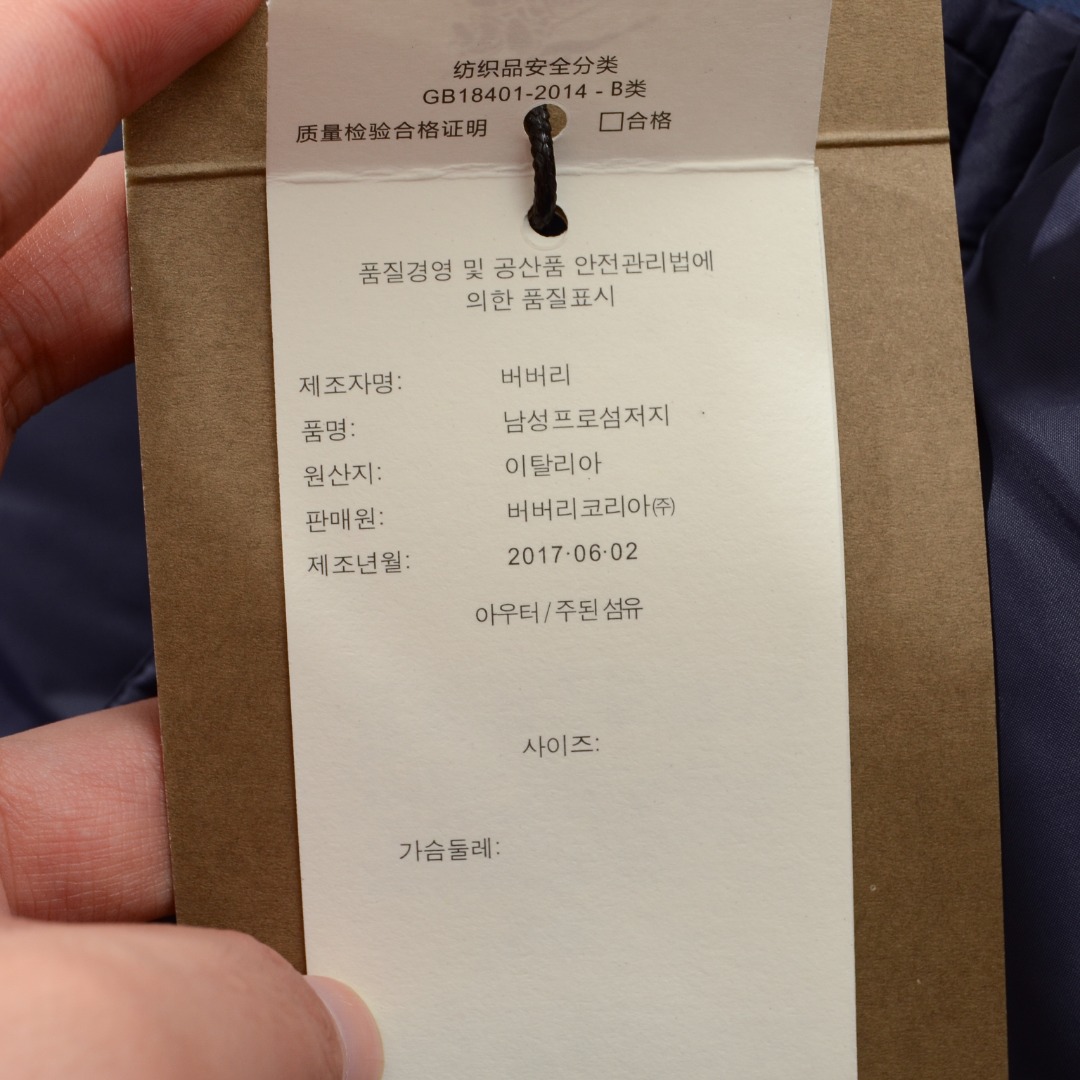 纺织品安全分类
GB18401-2014 - B类
质量检验合格证明 □合格
품질경영 및 공산품 안전관리법에
의한 품질표시
제조자명: 버버리
품명: 남성프로섬저지
원산지: 이탈리아
판매원: 버버리코리아㈜
제조년월: 2017·06·02
아우터/주된섬유
사이즈:
가슴둘레: